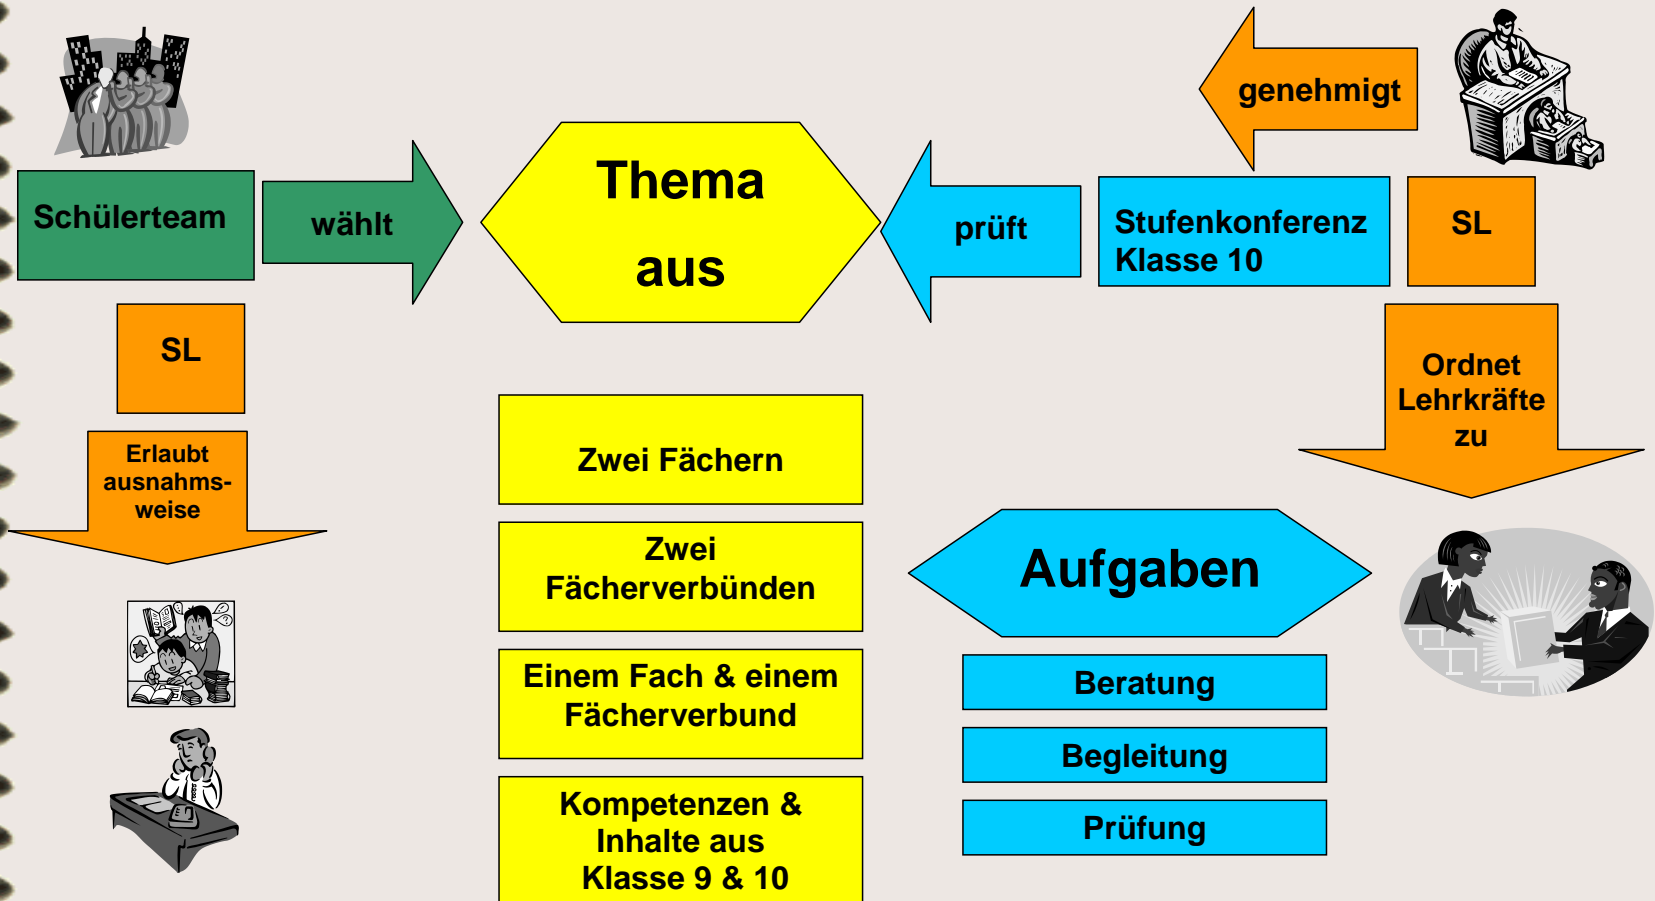 genehmigt
Schülerteam
wählt
Thema
aus
prüft
Stufenkonferenz
Klasse 10
SL
SL
Erlaubt
ausnahms-
weise
Ordnet
Lehrkräfte
zu
Zwei Fächern
Zwei
Fächerverbünden
Einem Fach & einem
Fächerverbund
Kompetenzen &
Inhalte aus
Klasse 9 & 10
Aufgaben
Beratung
Begleitung
Prüfung